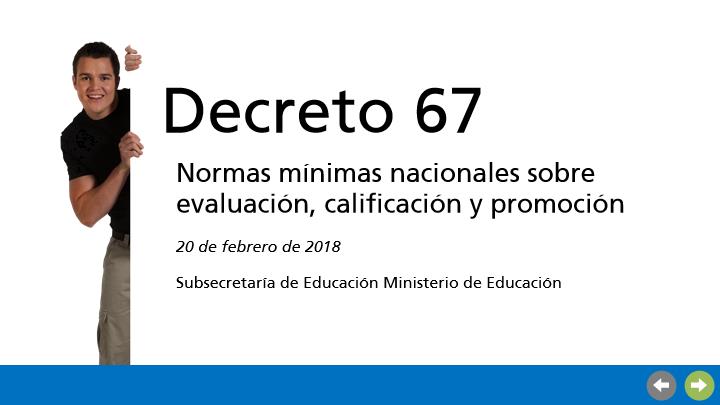 Decreto 67
Normas mínimas nacionales sobre
evaluación, calificación y promoción
20 de febrero de 2018
Subsecretaría de Educación Ministerio de Educación